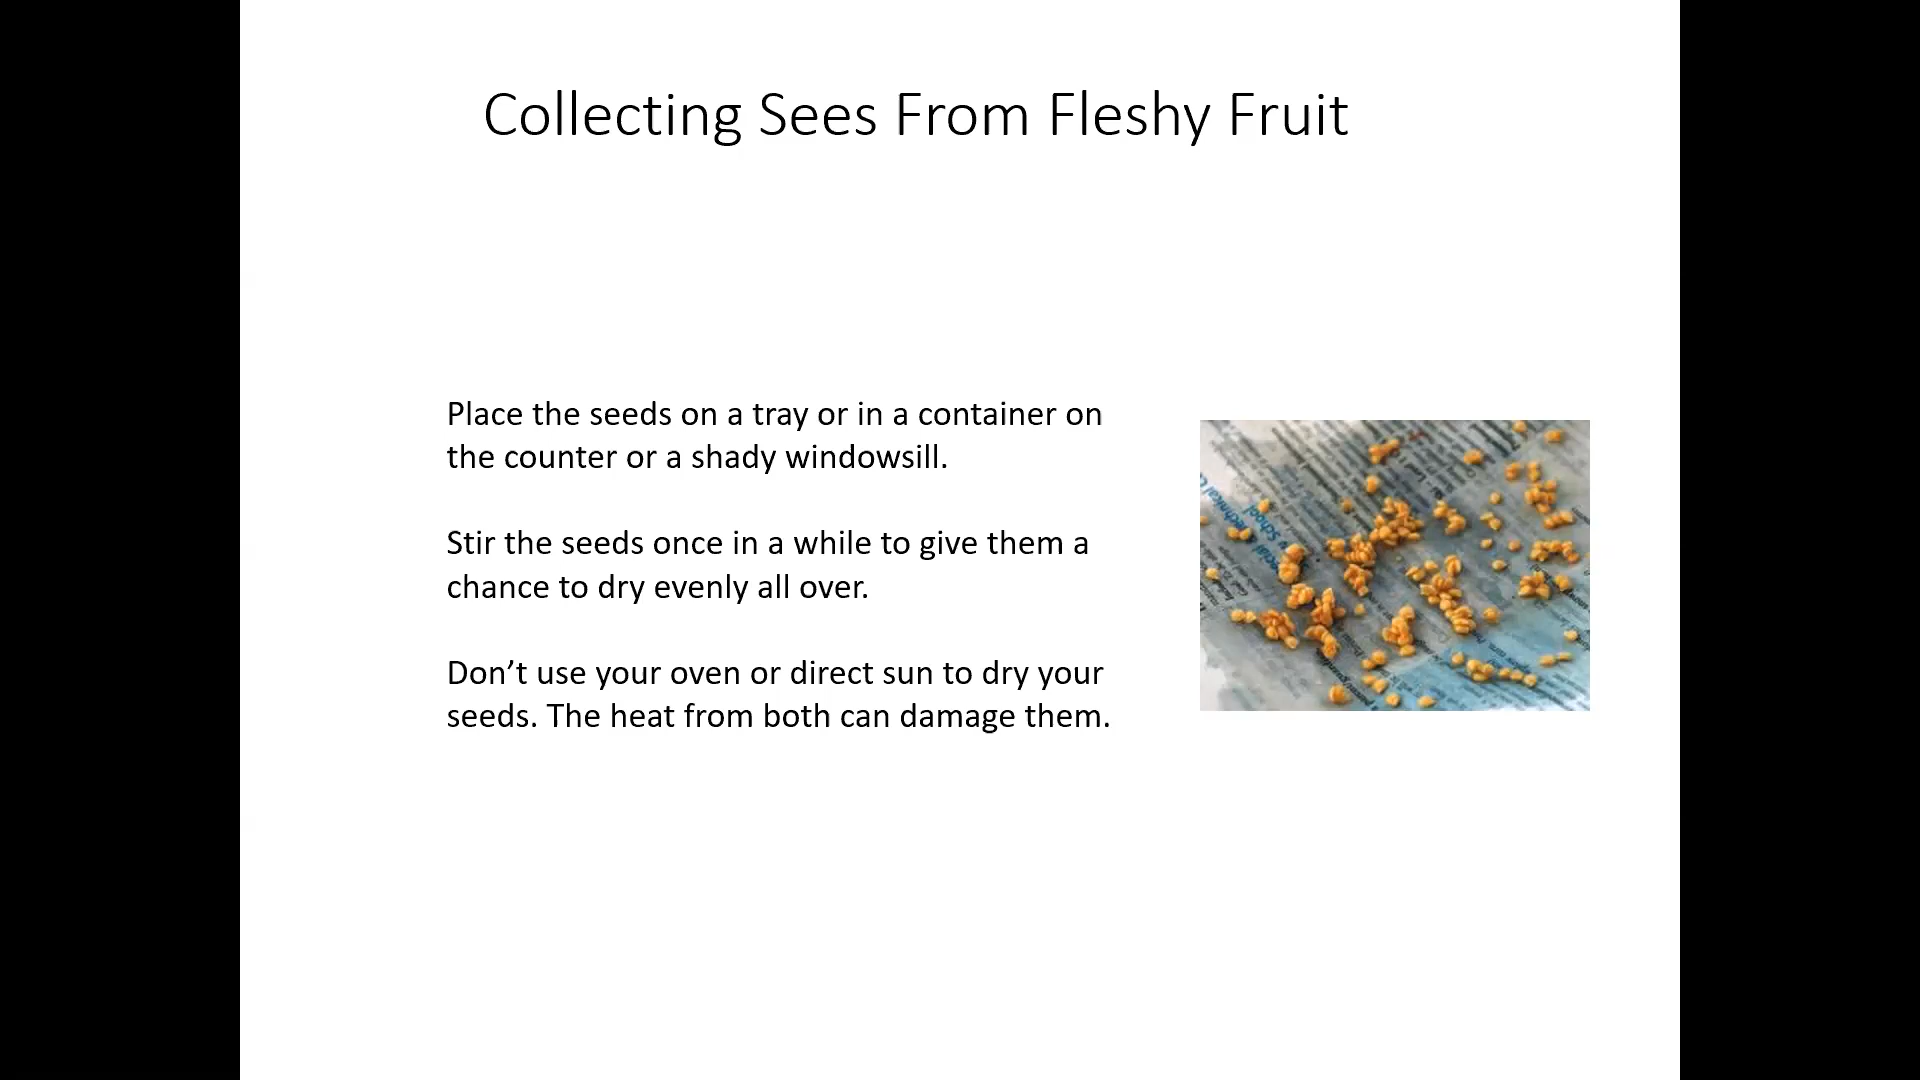 Collecting Sees From Fleshy Fruit
Place the seeds on a tray or in a container on
the counter or a shady windowsill.
Stir the seeds once in a while to give them a
chance to dry evenly all over.
Don’t use your oven or direct sun to dry your
seeds. The heat from both can damage them.
School